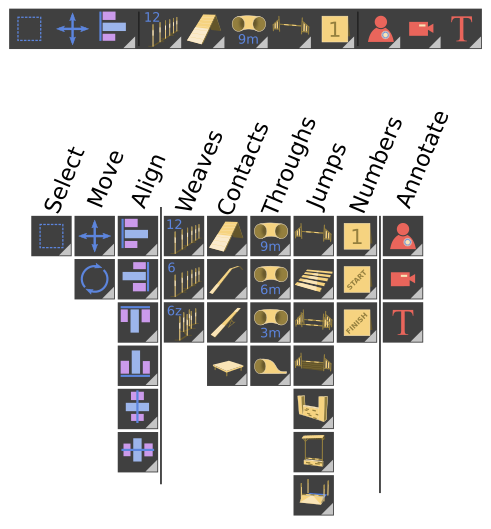 12
9m
1
T
Select
Move
Align
Weaves
Contacts
Throughs
Jumps
Numbers
Annotate
12
9m
1
6
6m
START
6z
3m
FINISH
T